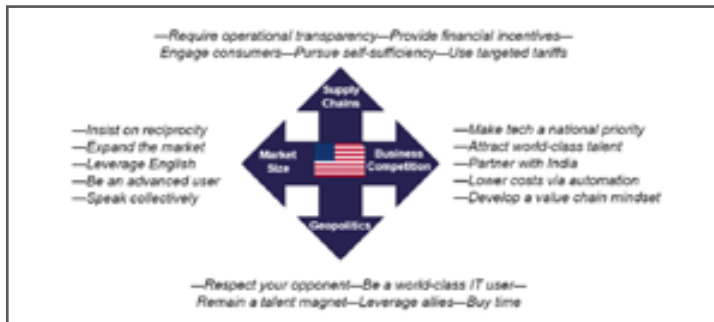 —Require operational transparency—Provide financial incentives—
Engage consumers—Pursue self-sufficiency—Use targeted tariffs
Supply
Chains
—Insist on reciprocity
—Expand the market
—Leverage English
—Be an advanced user
—Speak collectively
Market
Size
Business
Competition
—Make tech a national priority
—Attract world-class talent
—Partner with India
—Lower costs via automation
—Develop a value chain mindset
Geopolitics
—Respect your opponent—Be a world-class IT user—
Remain a talent magnet—Leverage allies—Buy time